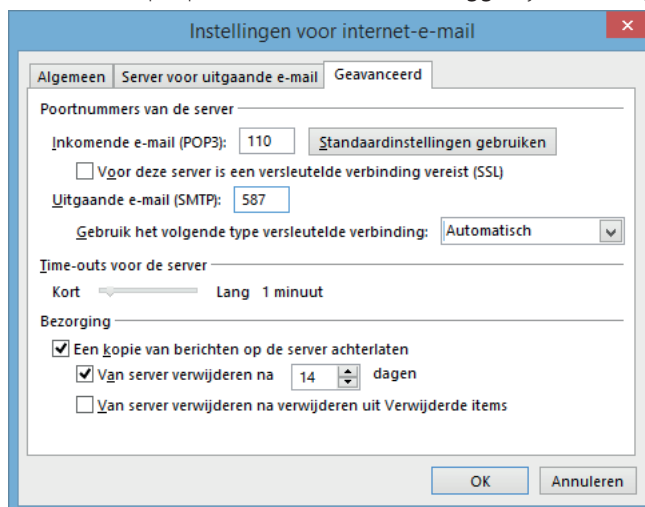 Instellingen voor internet-e-mail
Algemeen Server voor uitgaande e-mail Geavanceerd
Poortnummers van de server
Inkomende e-mail (POP3): 110 Standaardinstellingen gebruiken
Voor deze server is een versleutelde verbinding vereist (SSL)
Uitgaande e-mail (SMTP): 587
Gebruik het volgende type versleutelde verbinding: Automatisch
Time-outs voor de server
Kort Lang 1 minuut
Bezorging
Een kopie van berichten op de server achterlaten
Van server verwijderen na 14 dagen
Van server verwijderen na verwijderen uit Verwijderde items
OK Annuleren